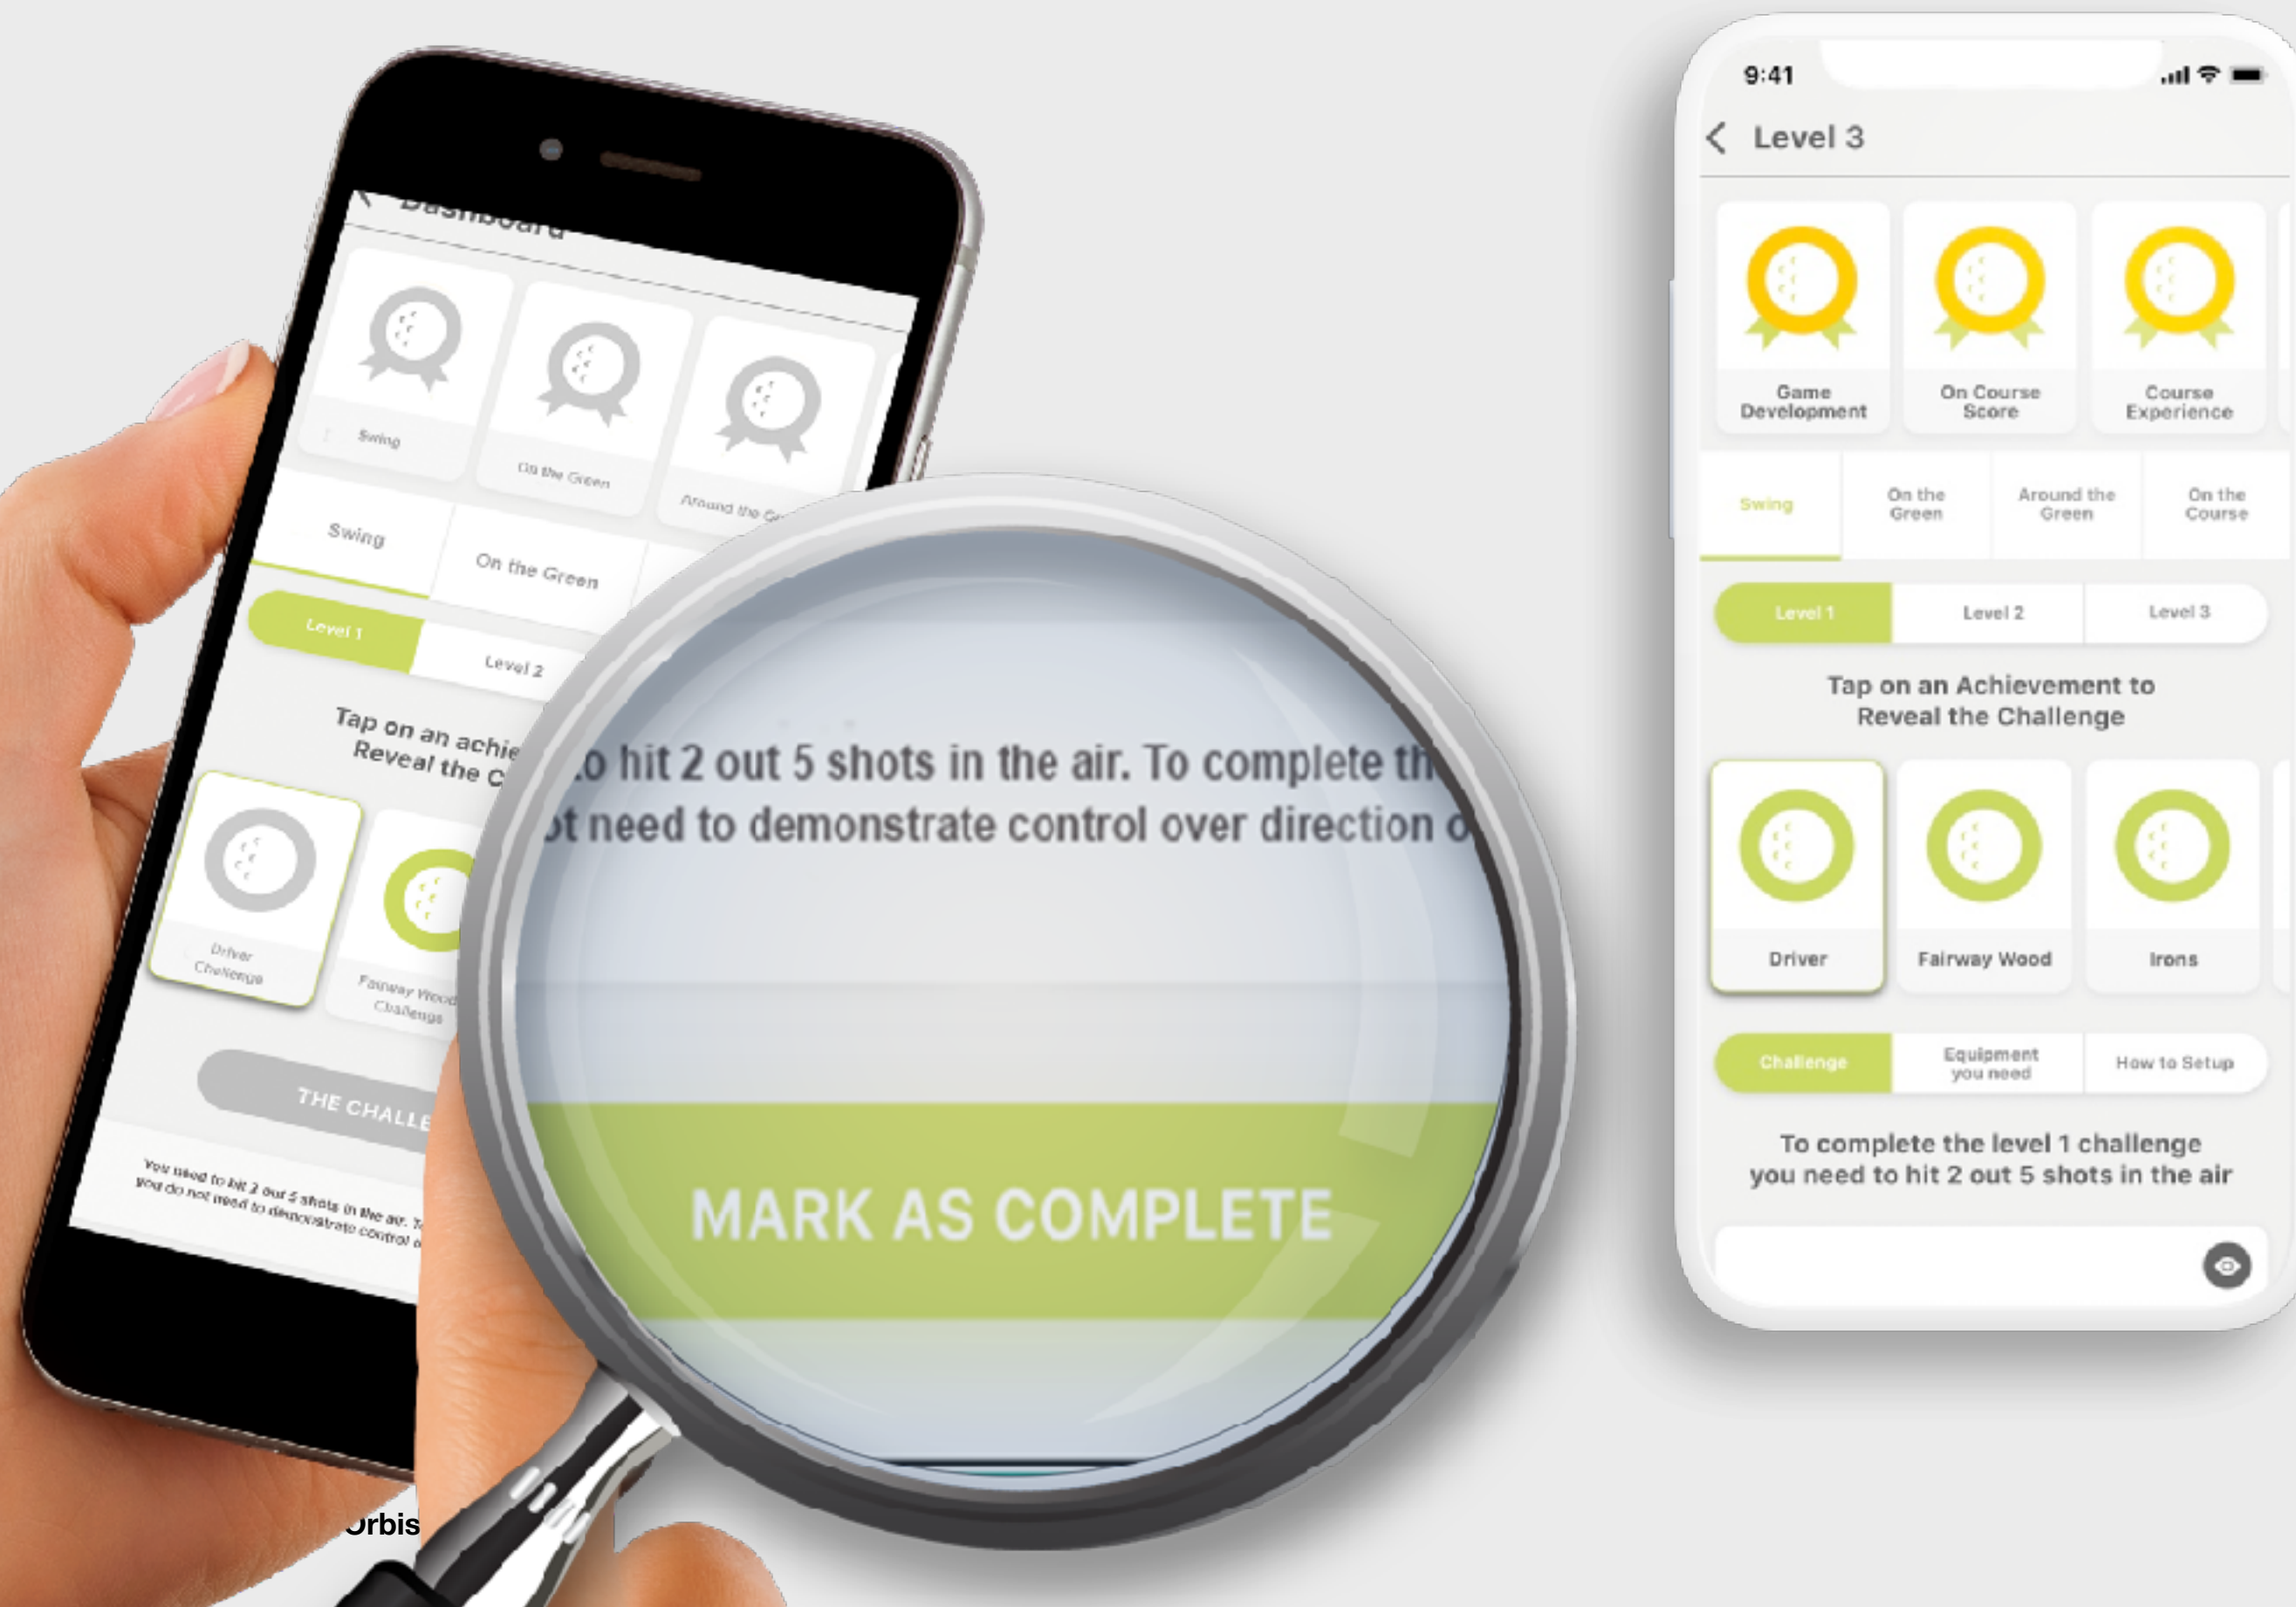 Dashboard
Swing
On the Green
Around the
Swing
On the Green
Level 1
Level 2
Tap on an achie
Reveal the C
Driver
Challenge
Fairway Wood
Challenge
THE CHALLE
You need to hit 2 out 5 shots in the air. T
you do not need to demonstrate control o
to hit 2 out 5 shots in the air. To complete th
ot need to demonstrate control over direction o
MARK AS COMPLETE
Orbis
9:41
Level 3
Game
Development
On Course
Score
Course
Experience
Swing
On the
Green
Around the
Green
On the
Course
Level 1
Level 2
Level 3
Tap on an Achievement to
Reveal the Challenge
Driver
Fairway Wood
Irons
Challenge
Equipment
you need
How to Setup
To complete the level 1 challenge
you need to hit 2 out 5 shots in the air